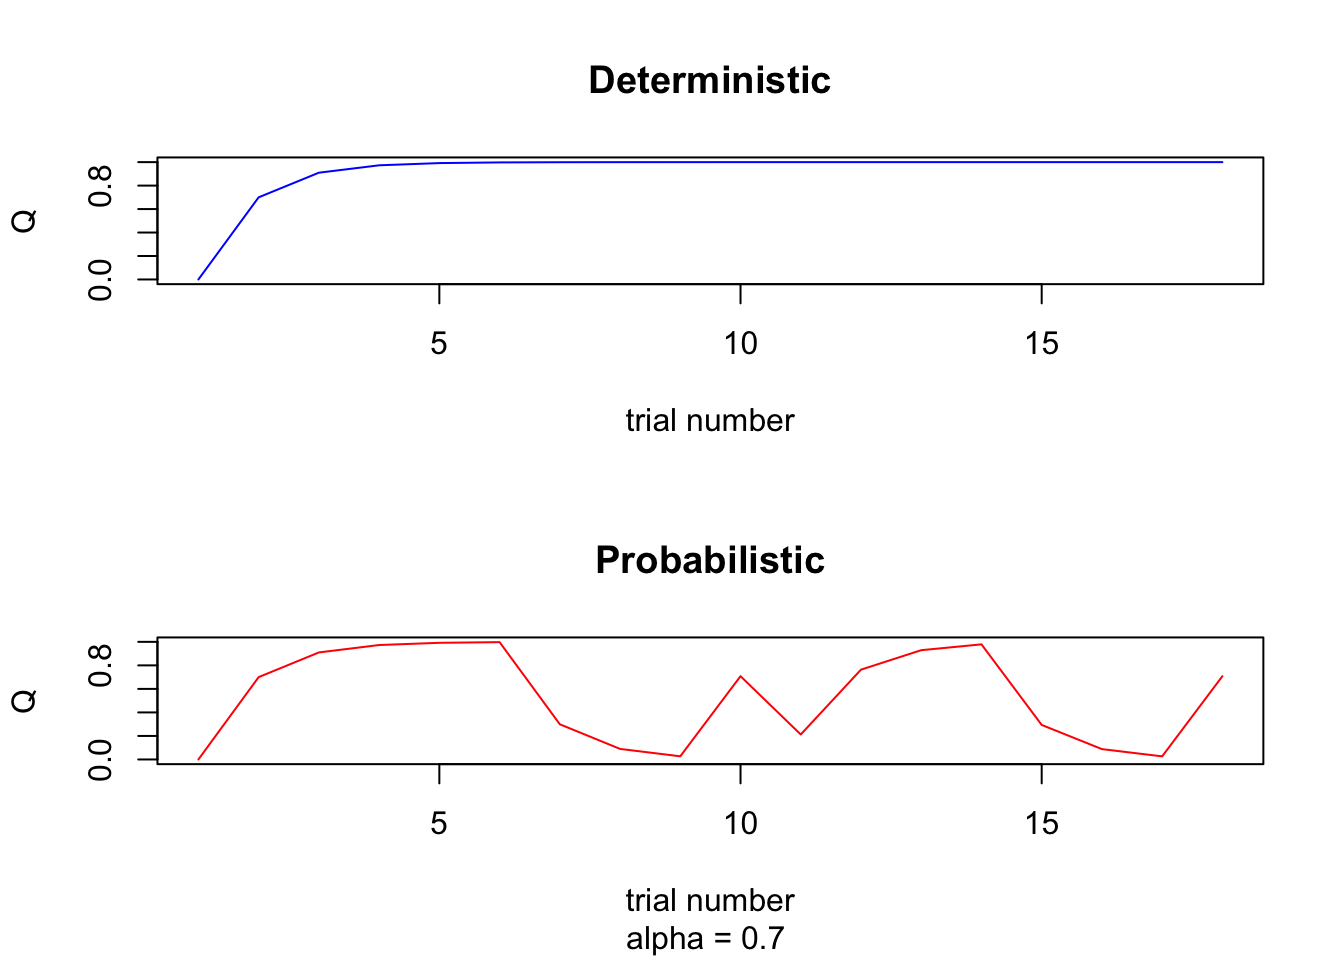 Deterministic
Q
0.8
0.0
5 10 15
trial number
Probabilistic
Q
0.8
0.0
5 10 15
trial number
alpha = 0.7